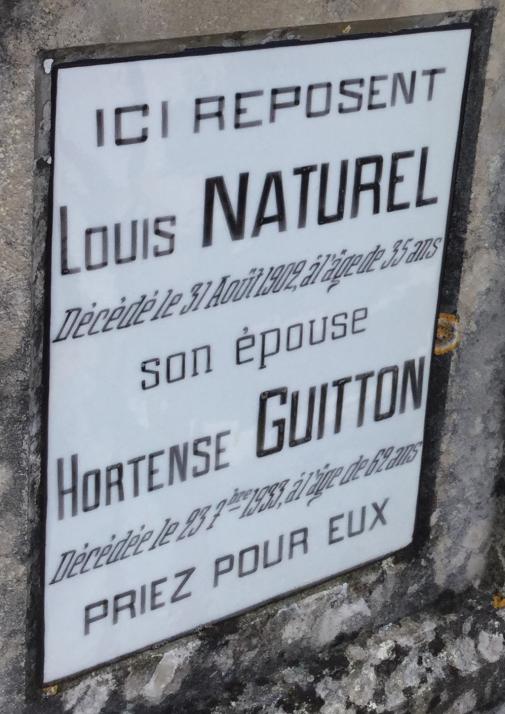 ICI REPOSENT
LOUIS NATUREL
Décédé le 31 Août 1909, à l'âge de 35 ans
son épouse
HORTENSE GUITTON
Décédée le 23 7bre 1933, à l'âge de 62 ans
PRIEZ POUR EUX